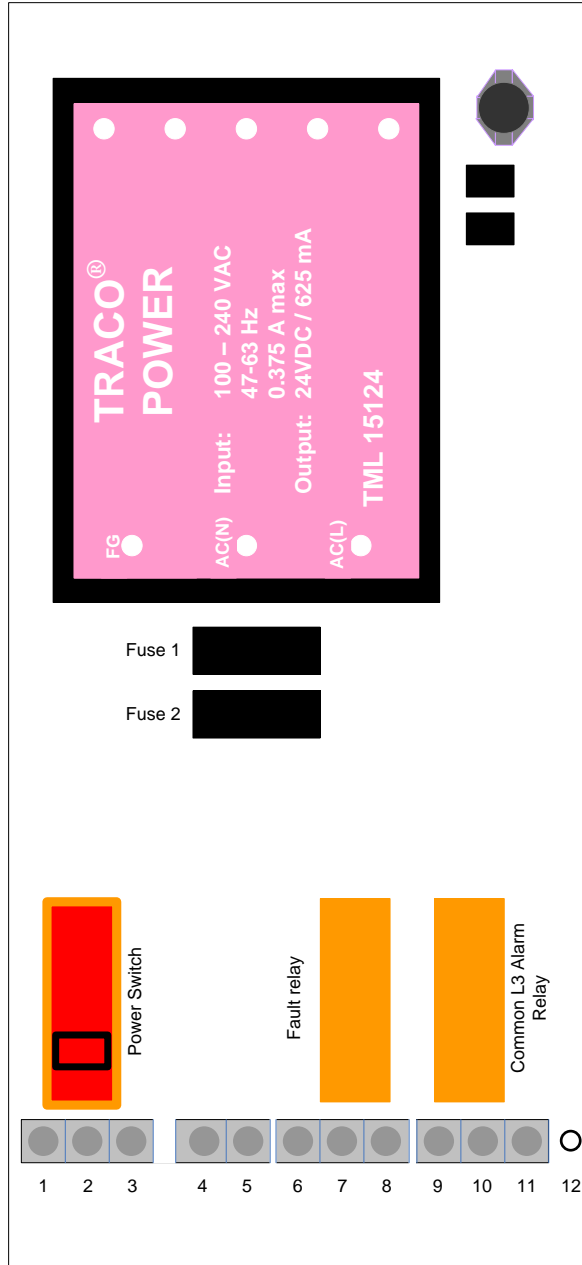 TRACO®
POWER
Input: 100 – 240 VAC
47-63 Hz
0.375 A max
Output: 24VDC / 625 mA
TML 15124
FG
AC(N)
AC(L)
Fuse 1
Fuse 2
Power Switch
Fault relay
Common L3 Alarm
Relay
1 2 3 4 5 6 7 8 9 10 11 12